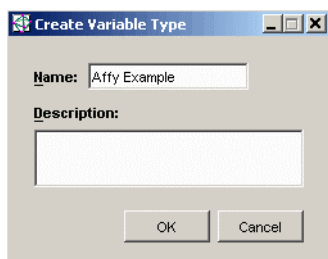 Create Variable Type
Name: Affy Example
Description:
OK Cancel